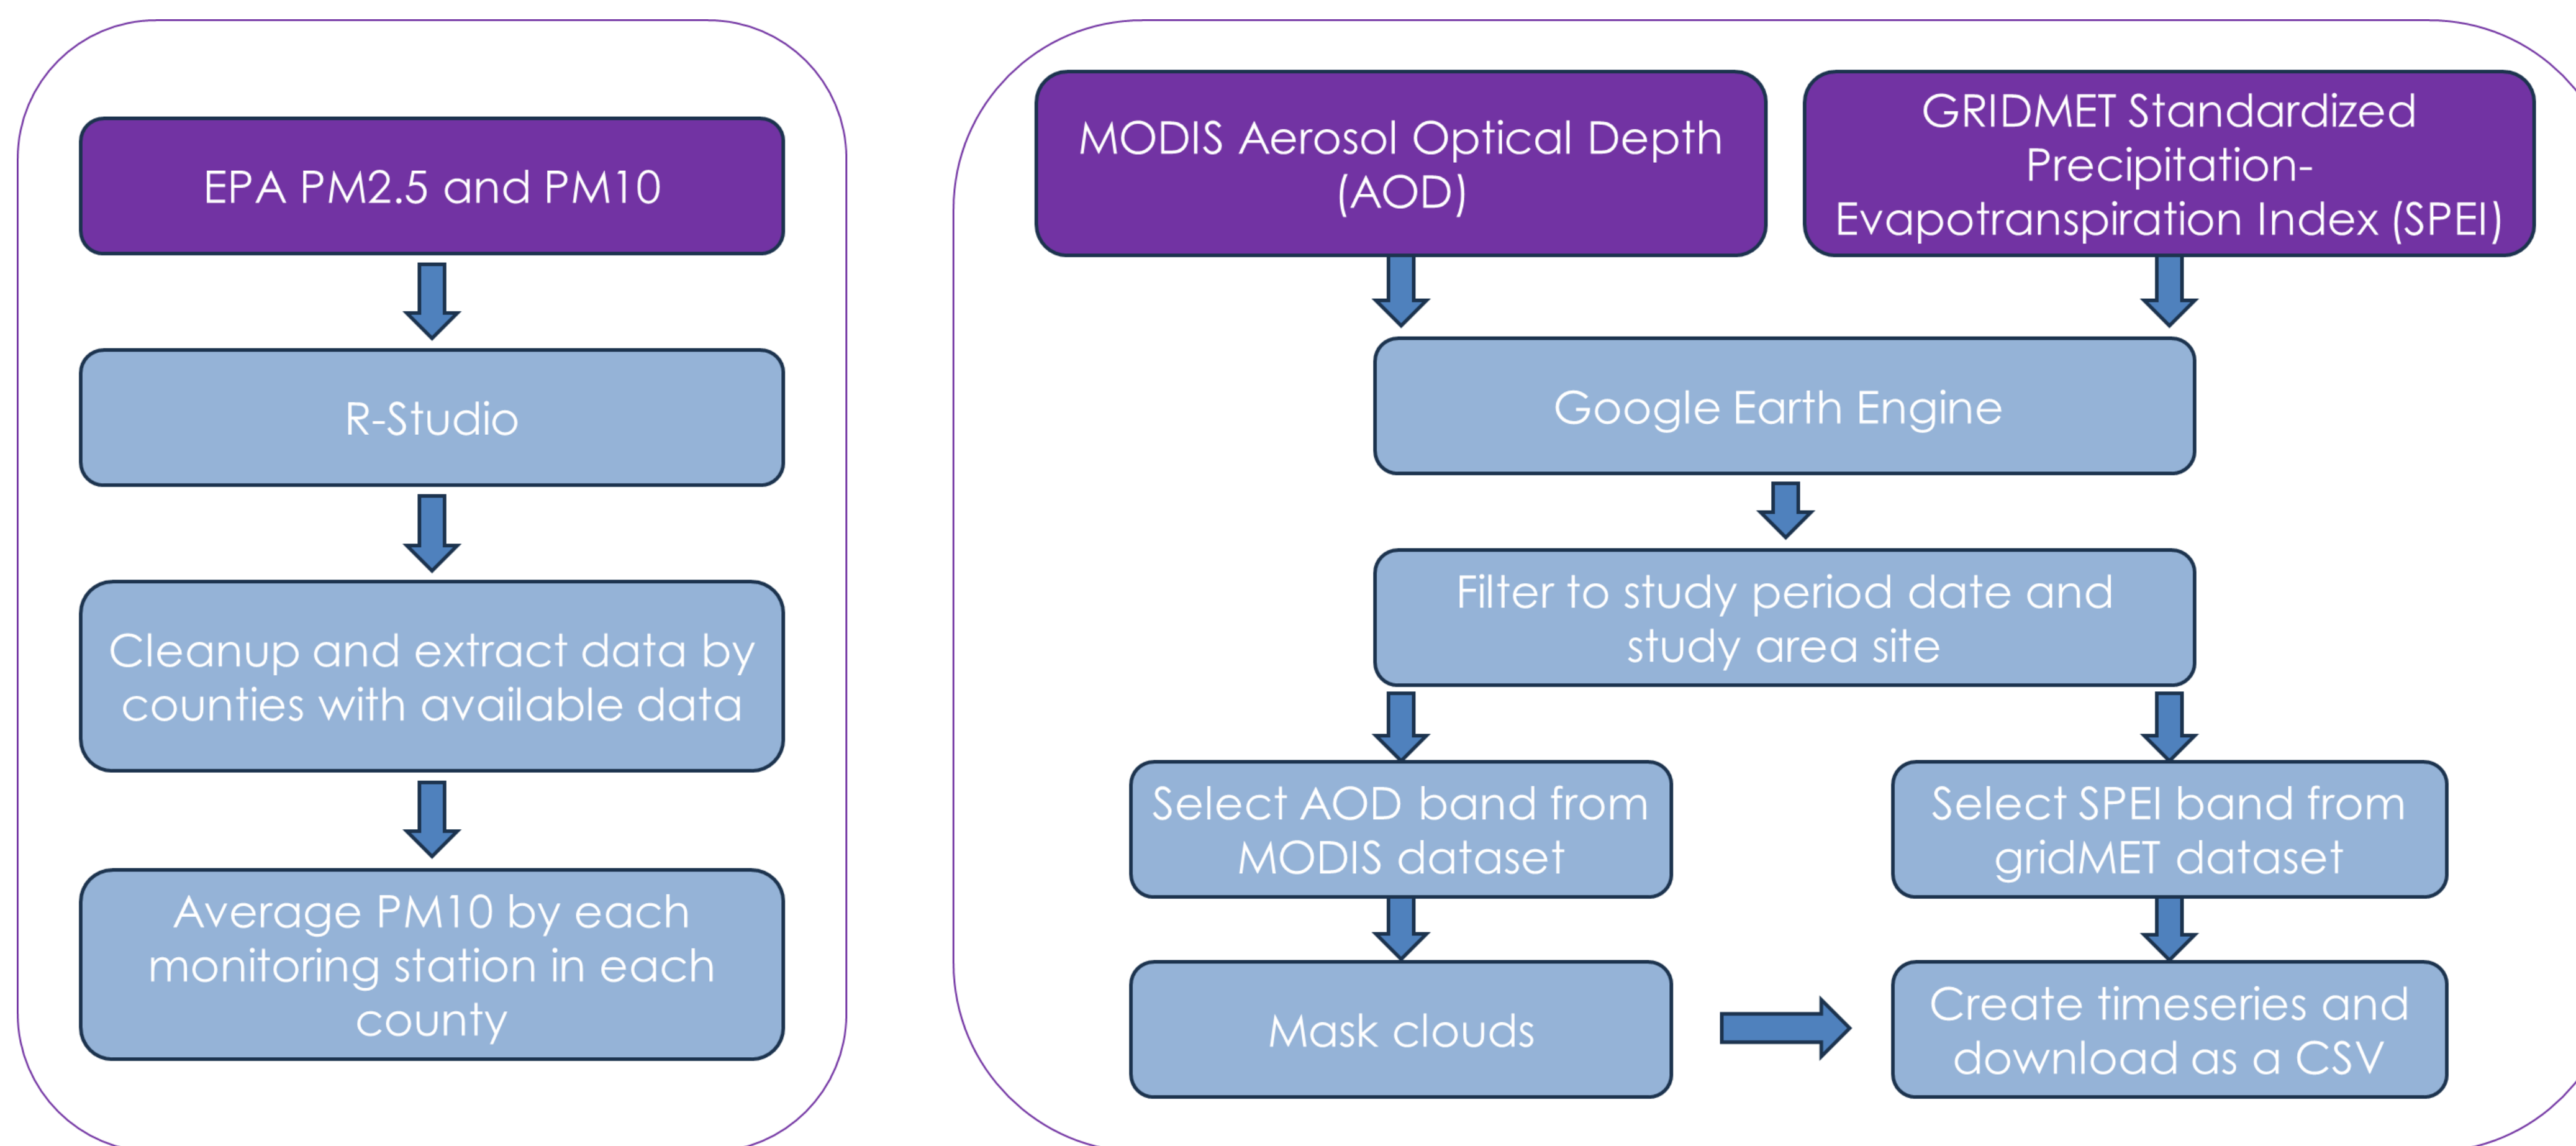 EPA PM2.5 and PM10
R-Studio
Cleanup and extract data by
counties with available data
Average PM10 by each
monitoring station in each
county
MODIS Aerosol Optical Depth
(AOD)
GRIDMET Standardized
Precipitation-
Evapotranspiration Index (SPEI)
Google Earth Engine
Filter to study period date and
study area site
Select AOD band from
MODIS dataset
Select SPEI band from
gridMET dataset
Mask clouds
Create timeseries and
download as a CSV